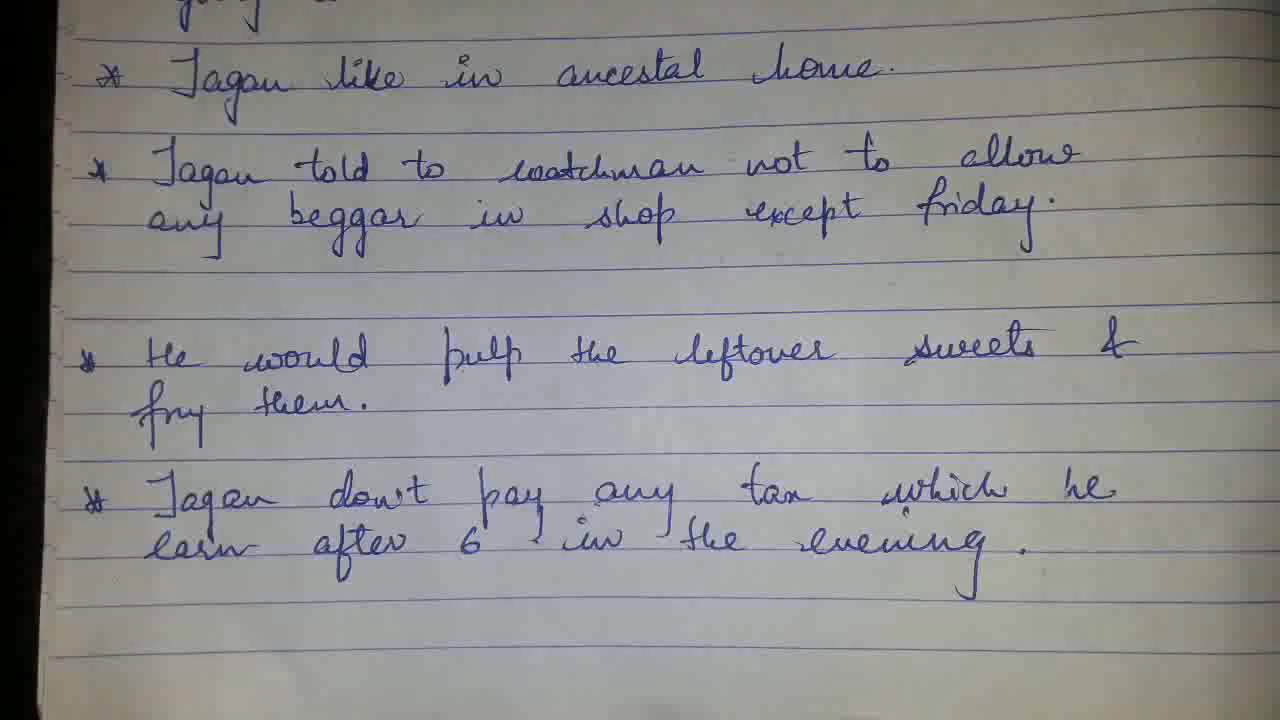 * Jagan like in ancestal home.
* Jagan told to watchman not to allow
any beggar in shop except friday.
* He would pulp the leftover sweets &
fry them.
* Jagan don't pay any tax which he
earn after 6 in the evening.